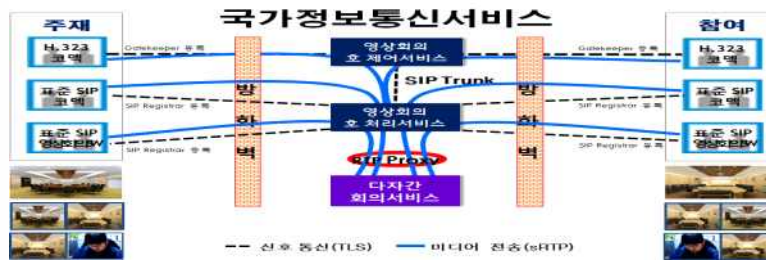 국가정보통신서비스
주재
H.323
코덱
표준 SIP
코덱
표준 SIP
Gatekeeper 등록
SIP Registrar 등록
SIP Registrar 등록
방
화
벽
영상회의
호 제어서비스
SIP Trunk
영상회의
호 처리서비스
SIP Proxy
다자간
회의서비스
방
화
벽
Gatekeeper 등록
SIP Registrar 등록
SIP Registrar 등록
참여
H.323
코덱
표준 SIP
코덱
표준 SIP
신호 통신(TLS)
미디어 전송(sRTP)